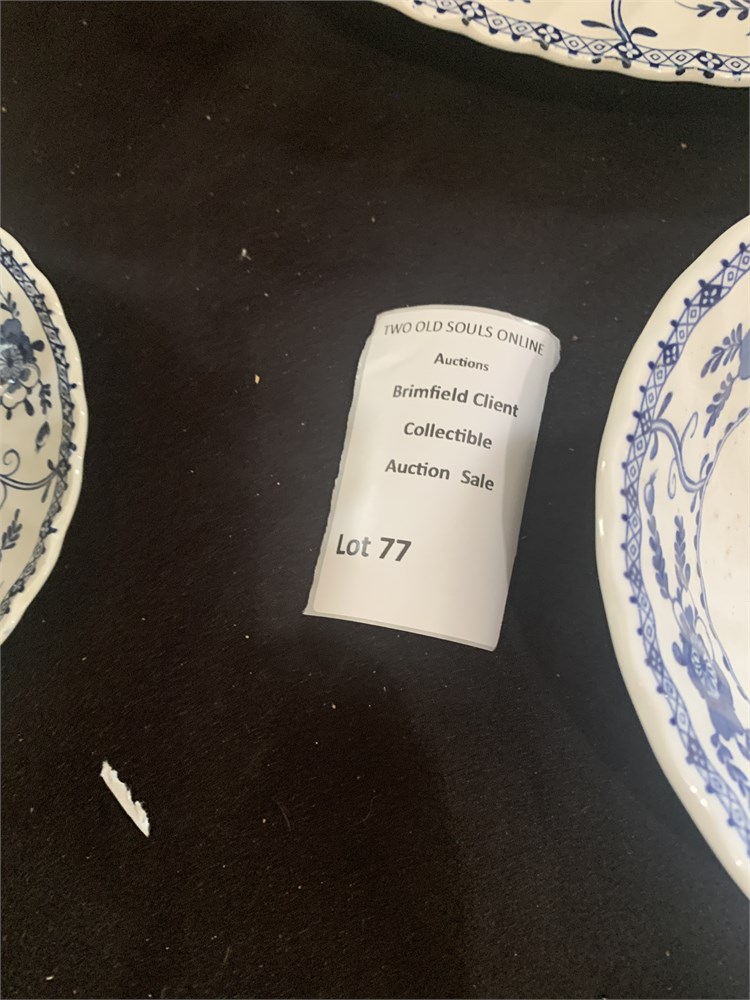 TWO OLD SOULS ONLINE
Auctions
Brimfield Client
Collectible
Auction Sale
Lot 77